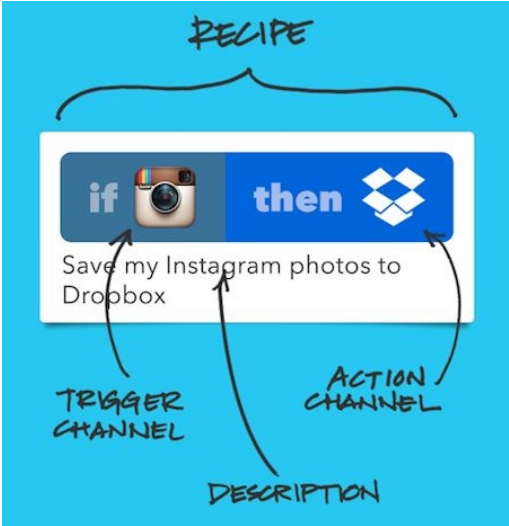 RECIPE
if then
Save my Instagram photos to
Dropbox
TRIGGER
CHANNEL
ACTION
CHANNEL
DESCRIPTION